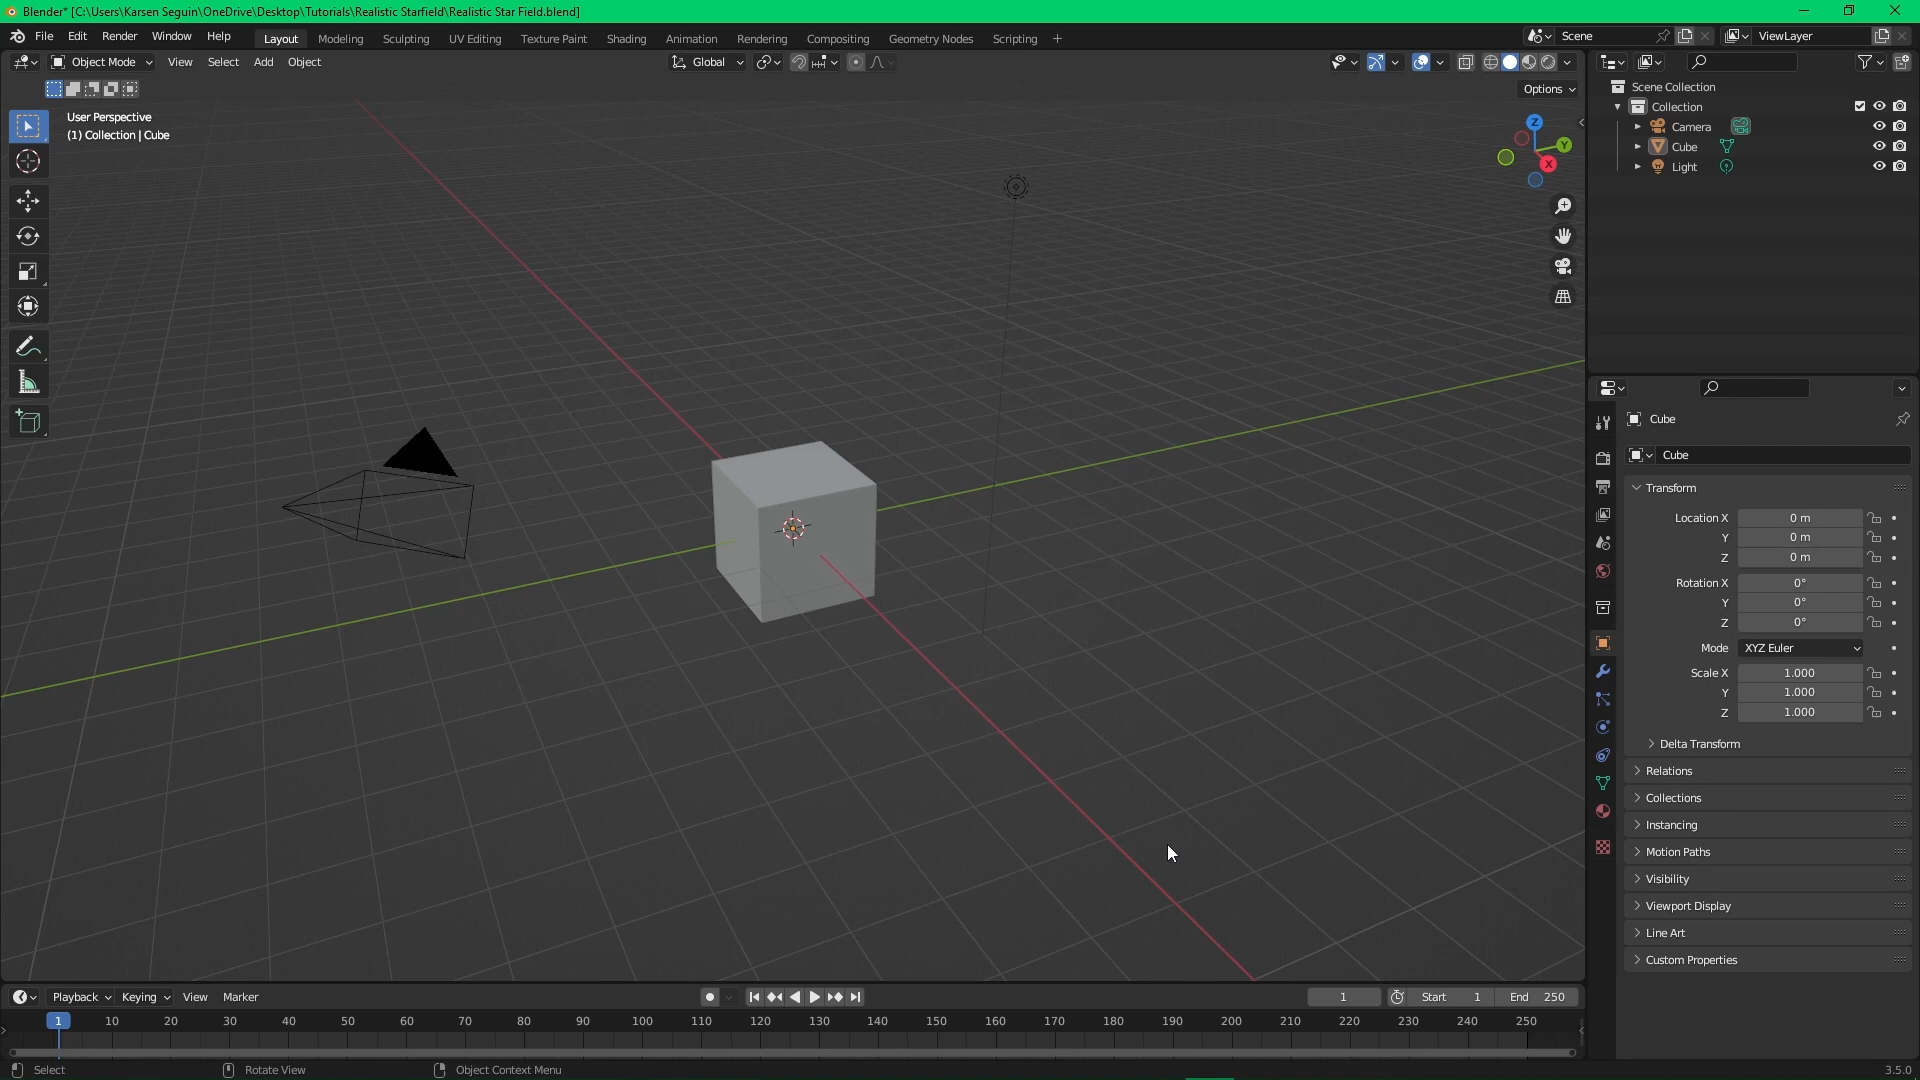 Blender* [C:\Users\Karsen Seguin\OneDrive\Desktop\Tutorials\Realistic Starfield\Realistic Star Field.blend]
File Edit Render Window Help Layout Modeling Sculpting UV Editing Texture Paint Shading Animation Rendering Compositing Geometry Nodes Scripting + Scene ViewLayer
Object Mode View Select Add Object Global
Options
User Perspective
(1) Collection | Cube
Z
Y
X
Scene Collection
Collection
Camera
Cube
Light
Cube
Cube
Transform
Location X 0 m
Y 0 m
Z 0 m
Rotation X 0°
Y 0°
Z 0°
Mode XYZ Euler
Scale X 1.000
Y 1.000
Z 1.000
Delta Transform
Relations
Collections
Instancing
Motion Paths
Visibility
Viewport Display
Line Art
Custom Properties
Playback Keying View Marker 1 Start 1 End 250
1 10 20 30 40 50 60 70 80 90 100 110 120 130 140 150 160 170 180 190 200 210 220 230 240 250
Select Rotate View Object Context Menu 3.5.0